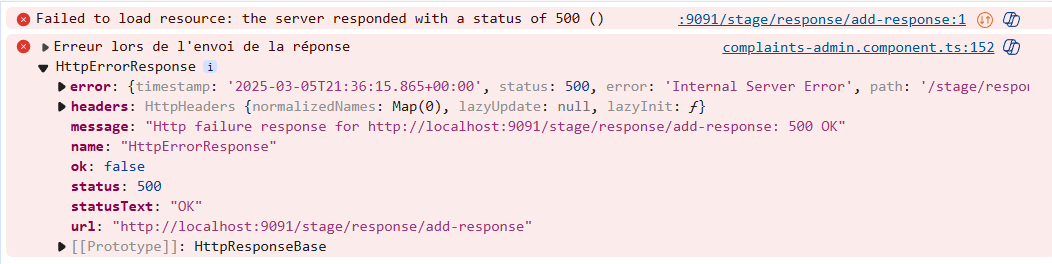 Failed to load resource: the server responded with a status of 500 () :9091/stage/response/add-response:1
Erreur lors de l'envoi de la réponse complaints-admin.component.ts:152
HttpErrorResponse i
error: {timestamp: '2025-03-05T21:36:15.865+00:00', status: 500, error: 'Internal Server Error', path: '/stage/respon
headers: HttpHeaders {normalizedNames: Map(0), lazyUpdate: null, lazyInit: ƒ}
message: "Http failure response for http://localhost:9091/stage/response/add-response: 500 OK"
name: "HttpErrorResponse"
ok: false
status: 500
statusText: "OK"
url: "http://localhost:9091/stage/response/add-response"
[[Prototype]]: HttpResponseBase